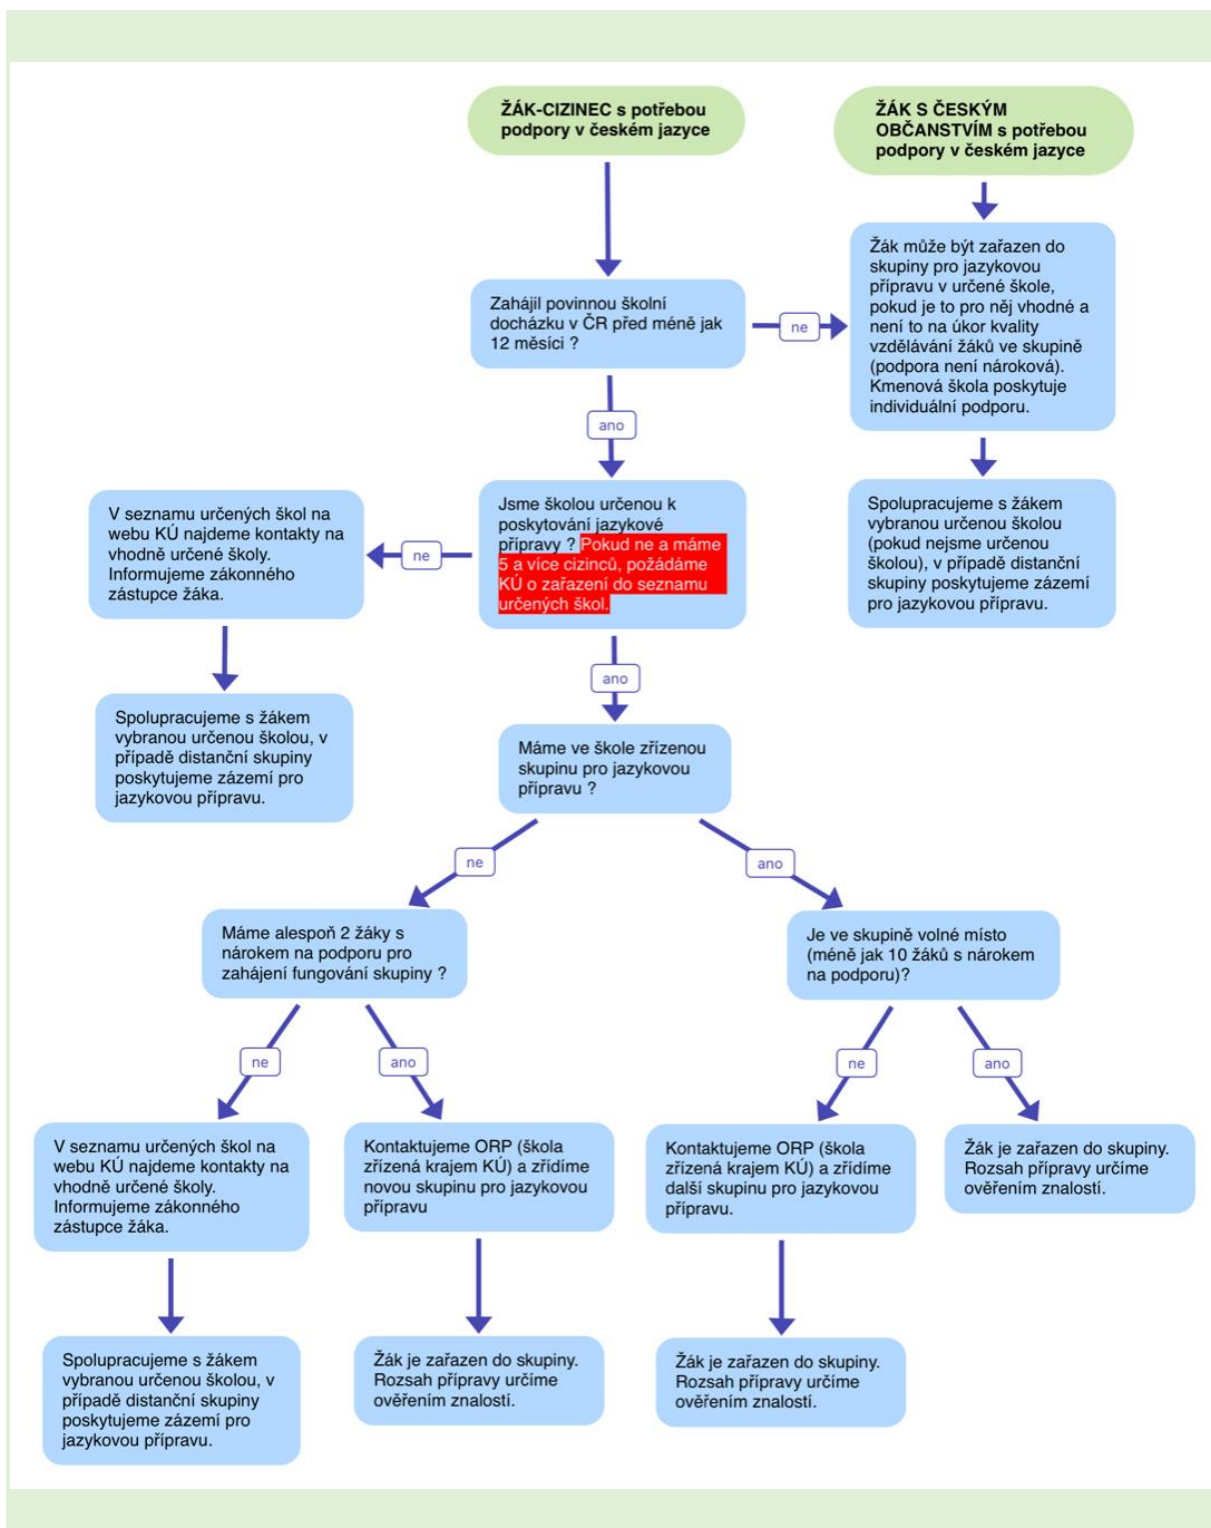 ŽÁK-CIZINEC s potřebou
podpory v českém jazyce
ŽÁK S ČESKÝM
OBČANSTVÍM s potřebou
podpory v českém jazyce
Zahájil povinnou školní
docházku v ČR před méně jak
12 měsíci ?
ne
Žák může být zařazen do
skupiny pro jazykovou
přípravu v určené škole,
pokud je to pro něj vhodné a
není to na úkor kvality
vzdělávání žáků ve skupině
(podpora není nároková).
Kmenová škola poskytuje
individuální podporu.
ano
V seznamu určených škol na
webu KÚ najdeme kontakty na
vhodně určené školy.
Informujeme zákonného
zástupce žáka.
ne
Jsme školou určenou k
poskytování jazykové
přípravy ? Pokud ne a máme
5 a více cizinců, požádáme
KÚ o zařazení do seznamu
určených škol.
Spolupracujeme s žákem
vybranou určenou školou
(pokud nejsme určenou
školou), v případě distanční
skupiny poskytujeme zázemí
pro jazykovou přípravu.
ano
Spolupracujeme s žákem
vybranou určenou školou, v
případě distanční skupiny
poskytujeme zázemí pro
jazykovou přípravu.
Máme ve škole zřízenou
skupinu pro jazykovou
přípravu ?
ne
ano
Máme alespoň 2 žáky s
nárokem na podporu pro
zahájení fungování skupiny ?
Je ve skupině volné místo
(méně jak 10 žáků s nárokem
na podporu)?
ne
ano
ne
ano
V seznamu určených škol na
webu KÚ najdeme kontakty na
vhodně určené školy.
Informujeme zákonného
zástupce žáka.
Kontaktujeme ORP (škola
zřízená krajem KÚ) a zřídíme
novou skupinu pro jazykovou
přípravu
Kontaktujeme ORP (škola
zřízená krajem KÚ) a zřídíme
další skupinu pro jazykovou
přípravu.
Žák je zařazen do skupiny.
Rozsah přípravy určíme
ověřením znalostí.
Spolupracujeme s žákem
vybranou určenou školou, v
případě distanční skupiny
poskytujeme zázemí pro
jazykovou přípravu.
Žák je zařazen do skupiny.
Rozsah přípravy určíme
ověřením znalostí.
Žák je zařazen do skupiny.
Rozsah přípravy určíme
ověřením znalostí.